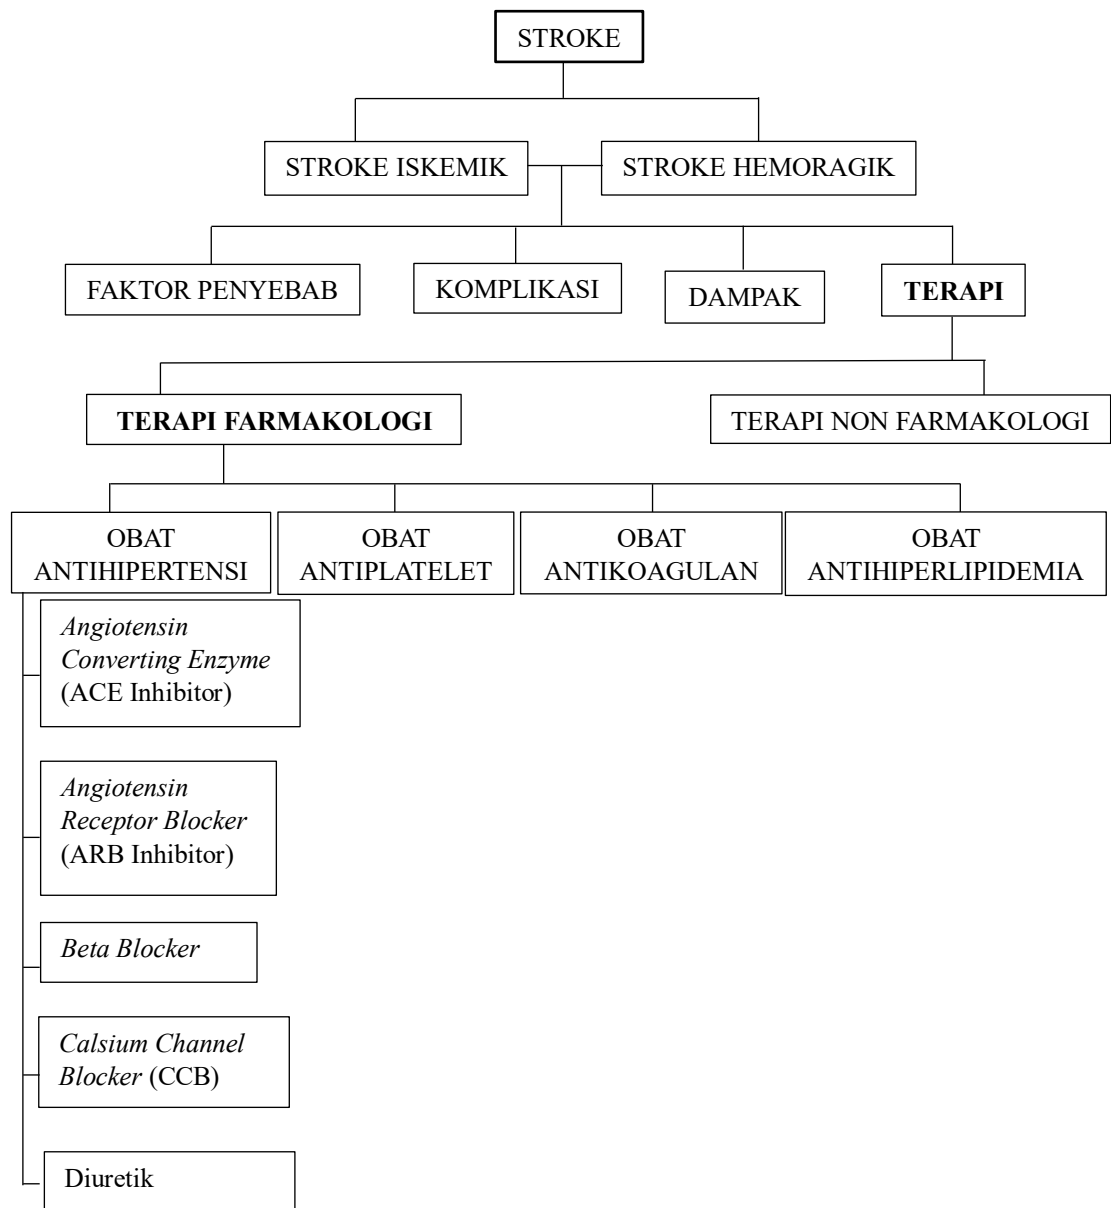 STROKE
STROKE ISKEMIK
STROKE HEMORAGIK
FAKTOR PENYEBAB
KOMPLIKASI
DAMPAK
TERAPI
TERAPI FARMAKOLOGI
TERAPI NON FARMAKOLOGI
OBAT
ANTIHIPERTENSI
OBAT
ANTIPLATELET
OBAT
ANTIKOAGULAN
OBAT
ANTIHIPERLIPIDEMIA
Angiotensin
Converting Enzyme
(ACE Inhibitor)
Angiotensin
Receptor Blocker
(ARB Inhibitor)
Beta Blocker
Calsium Channel
Blocker (CCB)
Diuretik